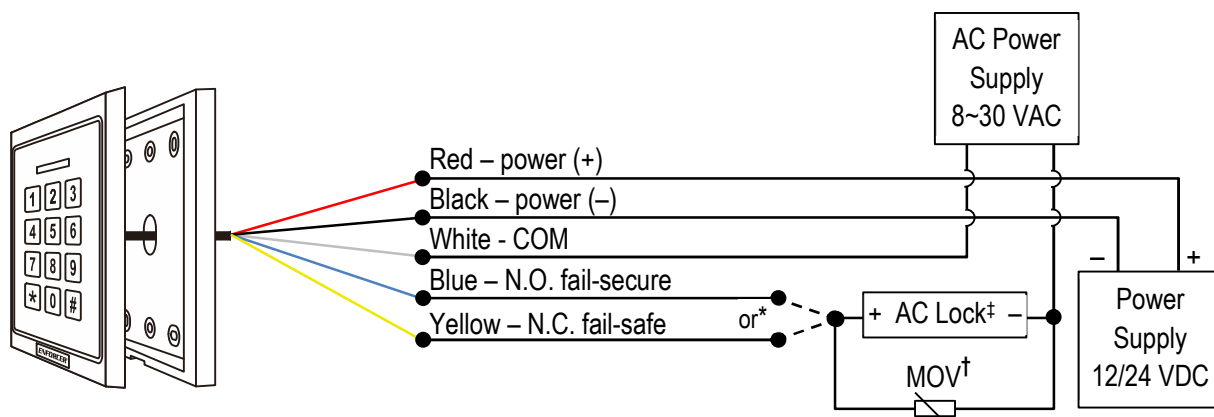 AC Power
Supply
8~30 VAC
Red – power (+)
Black – power (–)
White - COM
Blue – N.O. fail-secure
Yellow – N.C. fail-safe
or*
+ AC Lock‡ –
MOV†
– +
Power
Supply
12/24 VDC
1 2 3
4 5 6
7 8 9
* 0 #
ENFORCER